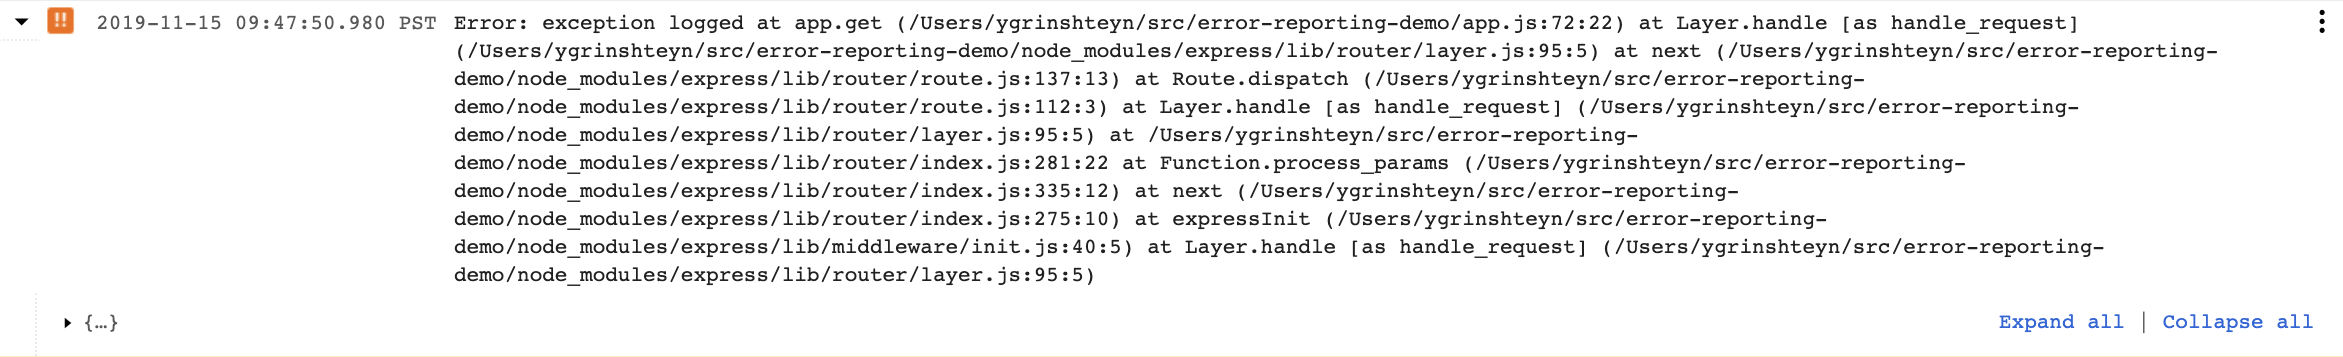 !! 2019-11-15 09:47:50.980 PST Error: exception logged at app.get (/Users/ygrinshteyn/src/error-reporting-demo/app.js:72:22) at Layer.handle [as handle_request]
(/Users/ygrinshteyn/src/error-reporting-demo/node_modules/express/lib/router/layer.js:95:5) at next (/Users/ygrinshteyn/src/error-reporting-
demo/node_modules/express/lib/router/route.js:137:13) at Route.dispatch (/Users/ygrinshteyn/src/error-reporting-
demo/node_modules/express/lib/router/route.js:112:3) at Layer.handle [as handle_request] (/Users/ygrinshteyn/src/error-reporting-
demo/node_modules/express/lib/router/layer.js:95:5) at /Users/ygrinshteyn/src/error-reporting-
demo/node_modules/express/lib/router/index.js:281:22 at Function.process_params (/Users/ygrinshteyn/src/error-reporting-
demo/node_modules/express/lib/router/index.js:335:12) at next (/Users/ygrinshteyn/src/error-reporting-
demo/node_modules/express/lib/router/index.js:275:10) at expressInit (/Users/ygrinshteyn/src/error-reporting-
demo/node_modules/express/lib/middleware/init.js:40:5) at Layer.handle [as handle_request] (/Users/ygrinshteyn/src/error-reporting-
demo/node_modules/express/lib/router/layer.js:95:5)
{…} Expand all | Collapse all